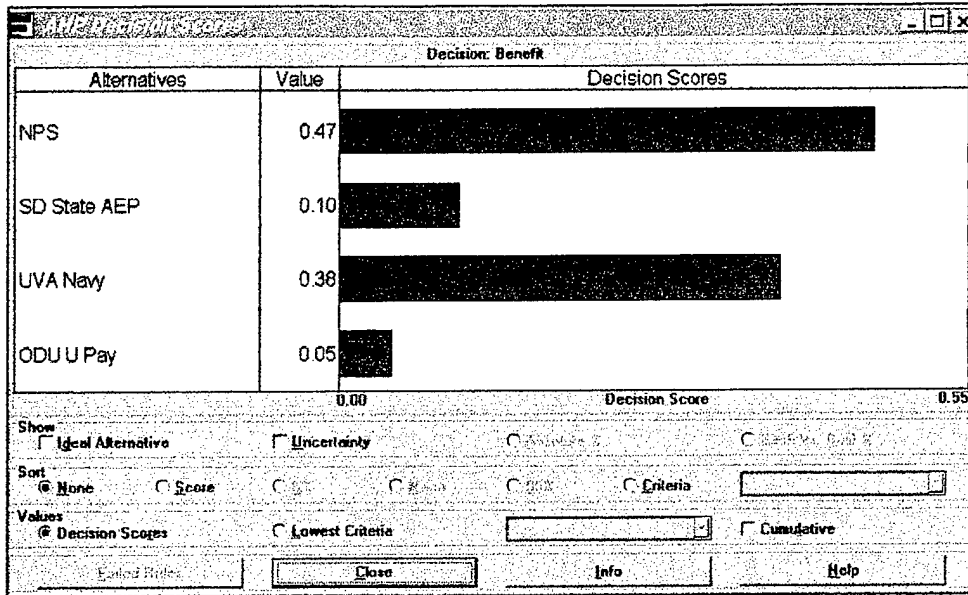 Decision: Benefit
Alternatives Value Decision Scores
NPS 0.47
SD State AEP 0.10
UVA Navy 0.38
ODU U Pay 0.05
0.00 Decision Score 0.55
Show
Ideal Alternative Uncertainty
Sort
None Score Criteria
Values
Decision Scores Lowest Criteria Cumulative
Close Info Help